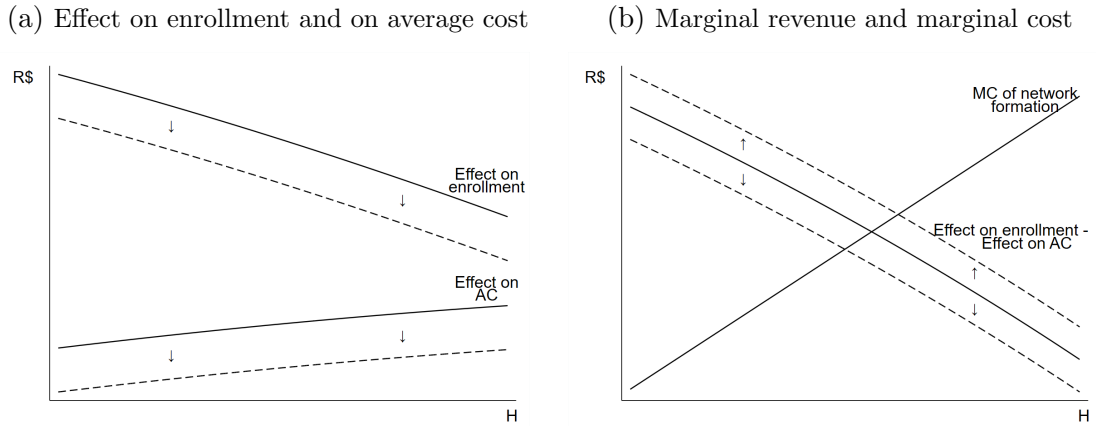 (a) Effect on enrollment and on average cost
R$
↓
↓
Effect on
enrollment
Effect on
AC
↓
↓
H
(b) Marginal revenue and marginal cost
R$
MC of network
formation
↑
↓
Effect on enrollment -
Effect on AC
↑
↓
H